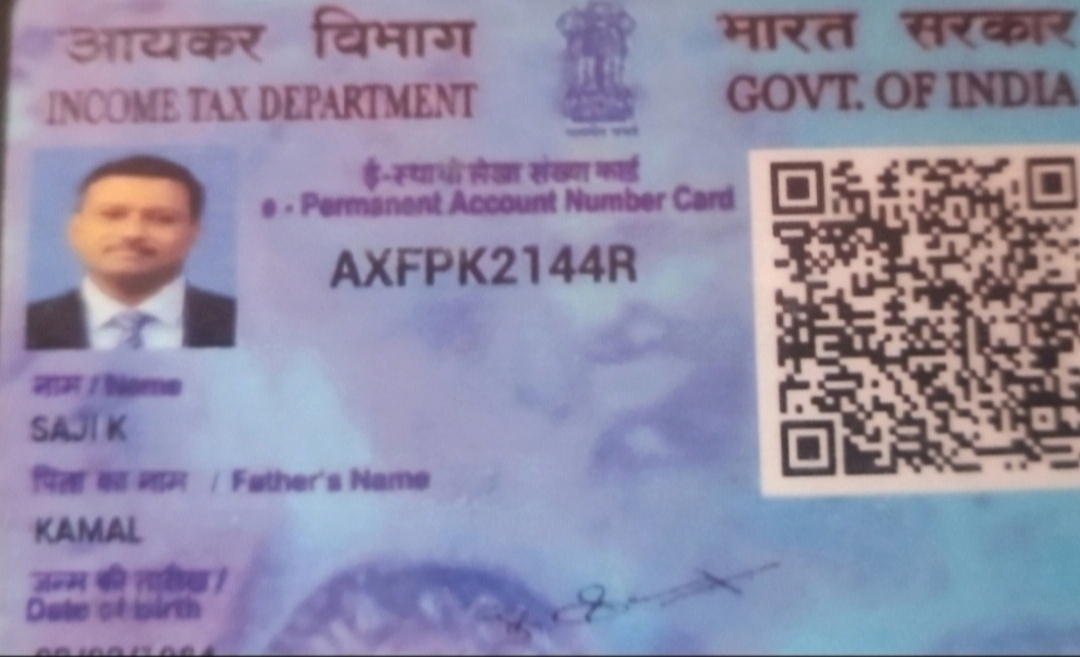 आयकर विभाग
INCOME TAX DEPARTMENT
भारत सरकार
GOVT. OF INDIA
ई-स्थायी लेखा संख्या कार्ड
e - Permanent Account Number Card
AXFPK2144R
नाम / Name
SAJI K
पिता का नाम / Father's Name
KAMAL
जन्म की तारीख /
Date of birth